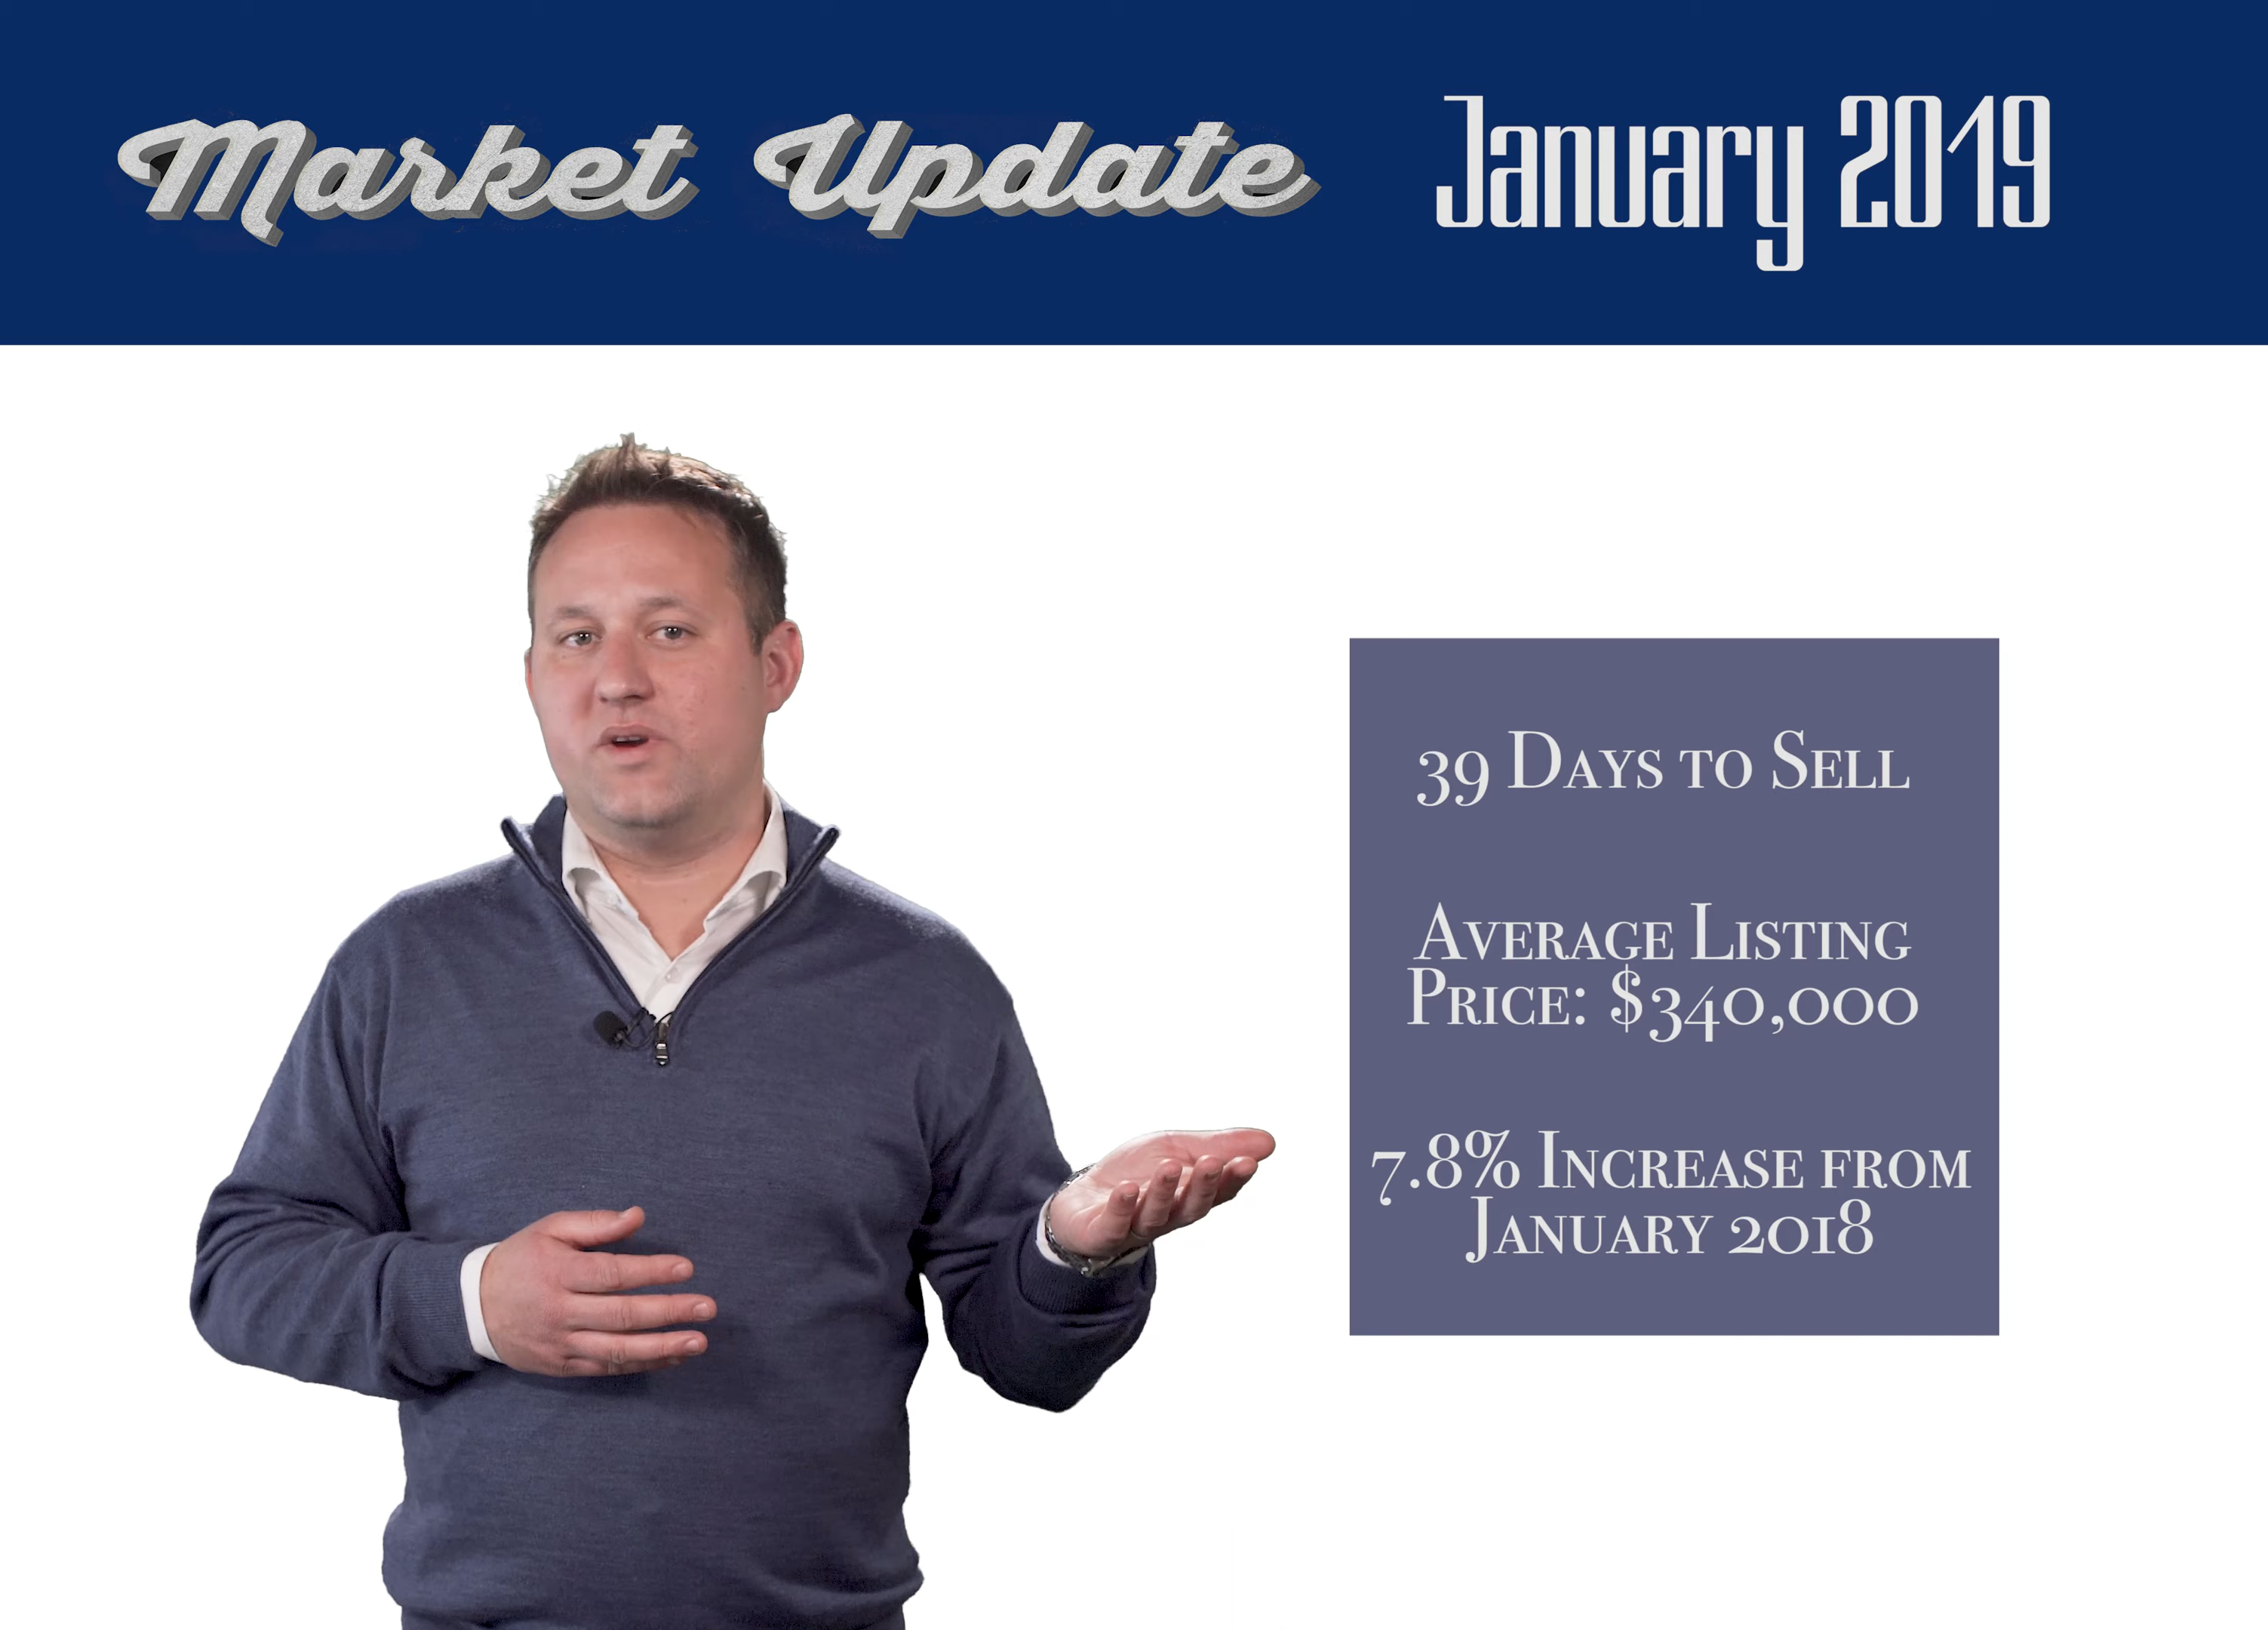 Market Update January 2019
39 Days to Sell
Average Listing
Price: $340,000
7.8% Increase from
January 2018